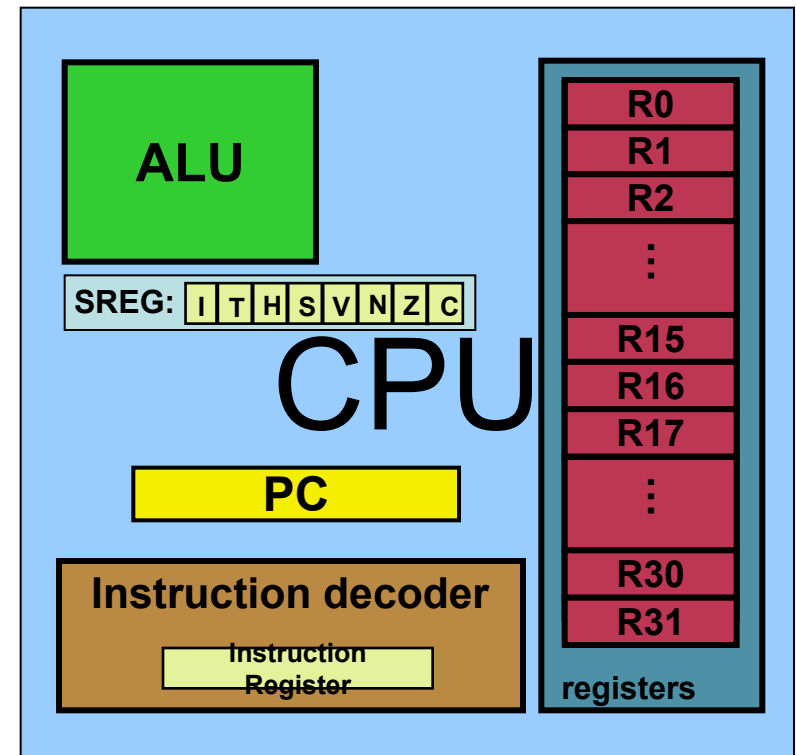 ALU
SREG: I T H S V N Z C
CPU
PC
Instruction decoder
Instruction
Register
R0
R1
R2
⋮
R15
R16
R17
⋮
R30
R31
registers